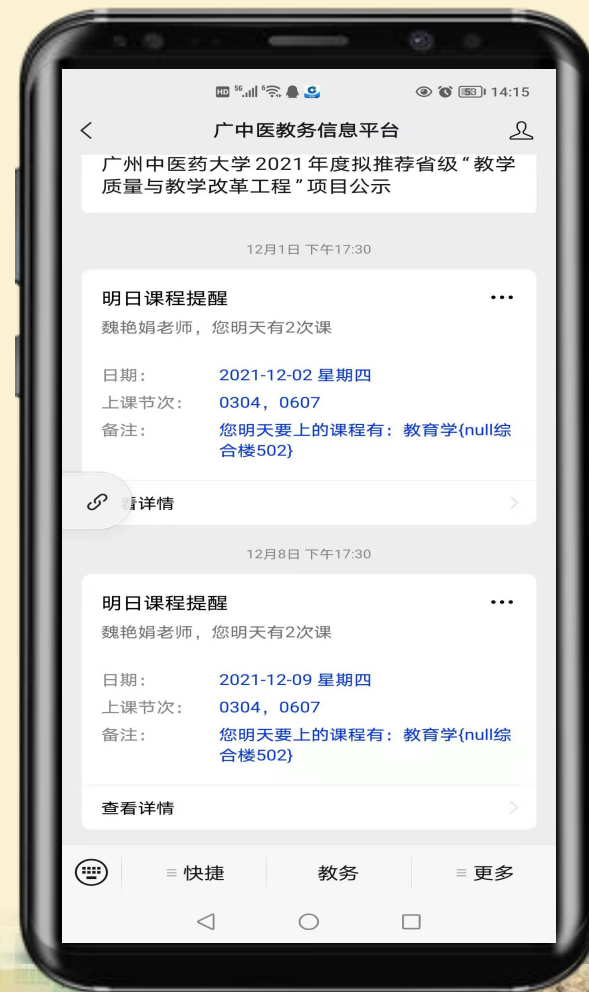 HD 5G 6 53 14:15
广中医教务信息平台
广州中医药大学2021年度拟推荐省级“教学
质量与教学改革工程”项目公示
12月1日 下午17:30
明日课程提醒
魏艳娟老师，您明天有2次课
日期： 2021-12-02 星期四
上课节次： 0304，0607
备注： 您明天要上的课程有：教育学{null综
合楼502}
看详情
12月8日 下午17:30
明日课程提醒
魏艳娟老师，您明天有2次课
日期： 2021-12-09 星期四
上课节次： 0304，0607
备注： 您明天要上的课程有：教育学{null综
合楼502}
查看详情
快捷 教务 更多